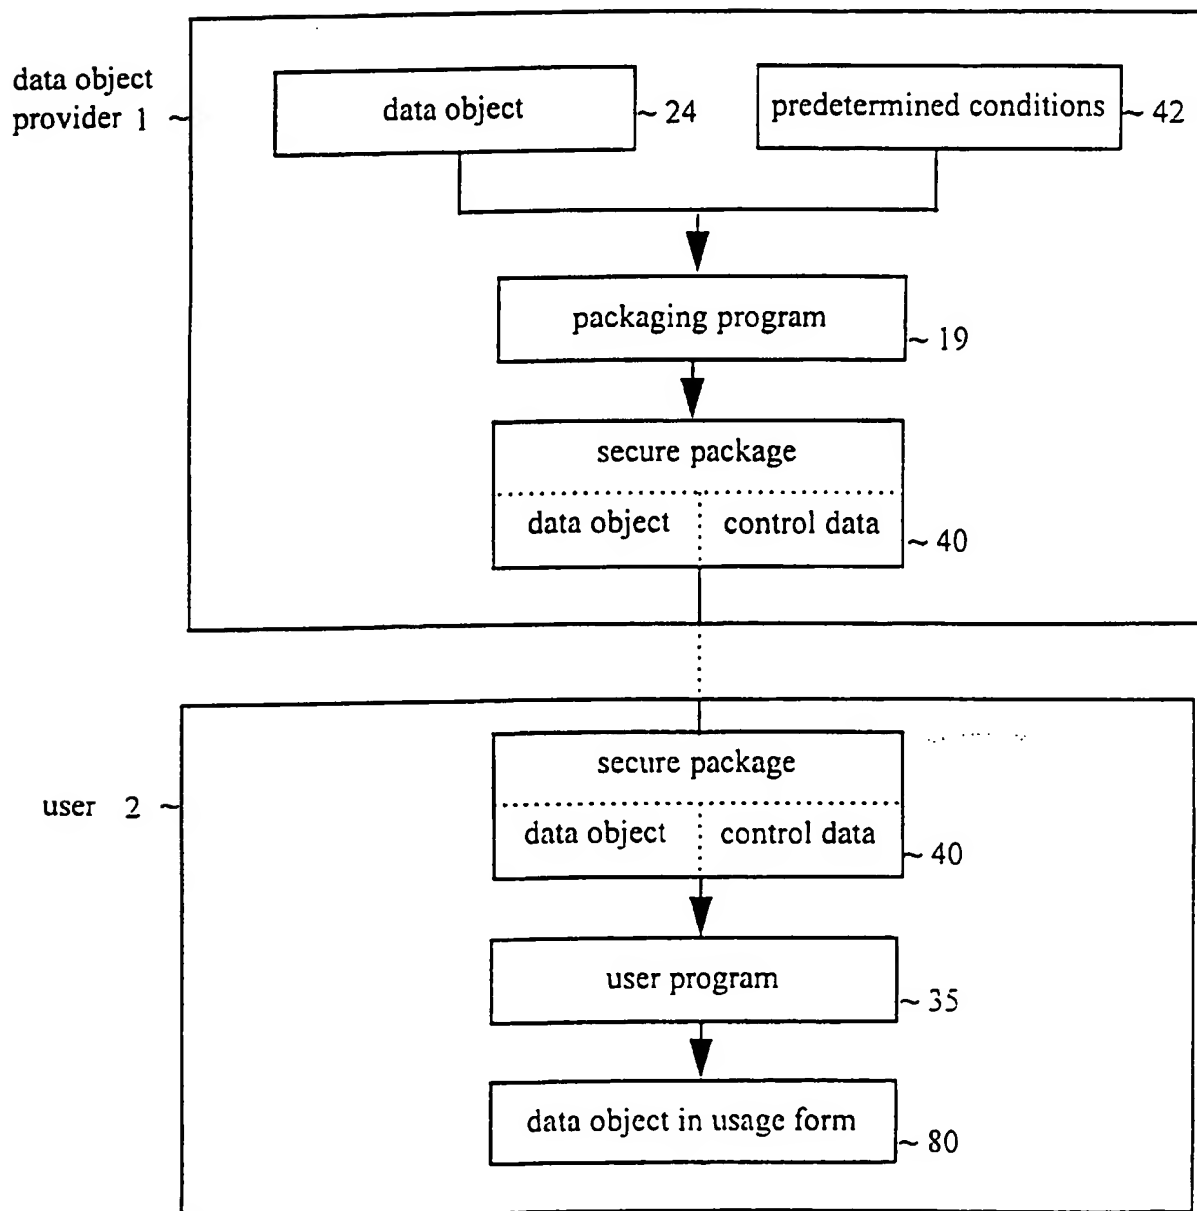 data object
provider 1 ~
data object
~ 24
predetermined conditions
~ 42
packaging program
~ 19
secure package
data object
control data
~ 40
user 2 ~
secure package
data object
control data
~ 40
user program
~ 35
data object in usage form
~ 80